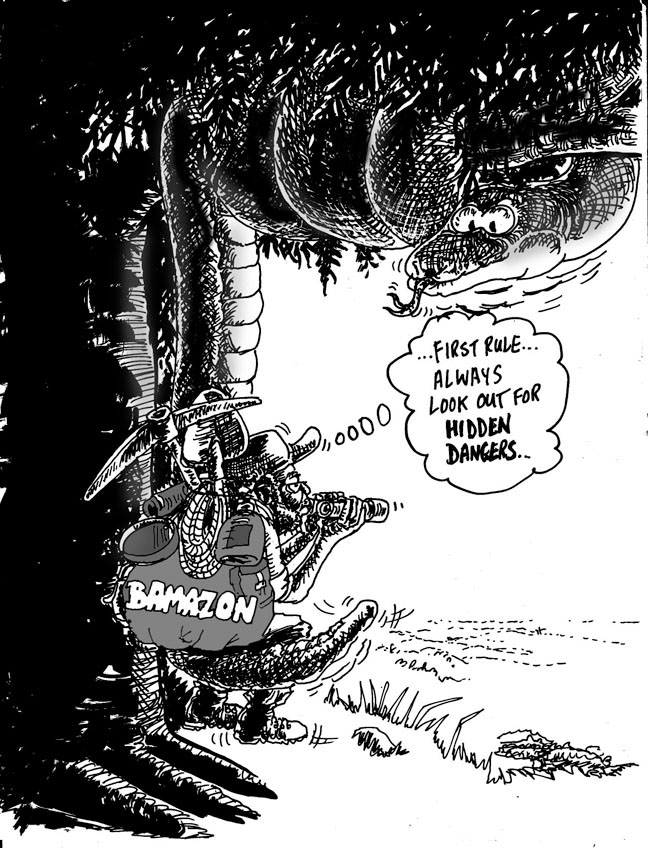 ...FIRST RULE...
ALWAYS
LOOK OUT FOR
HIDDEN
DANGERS..
BAMAZON